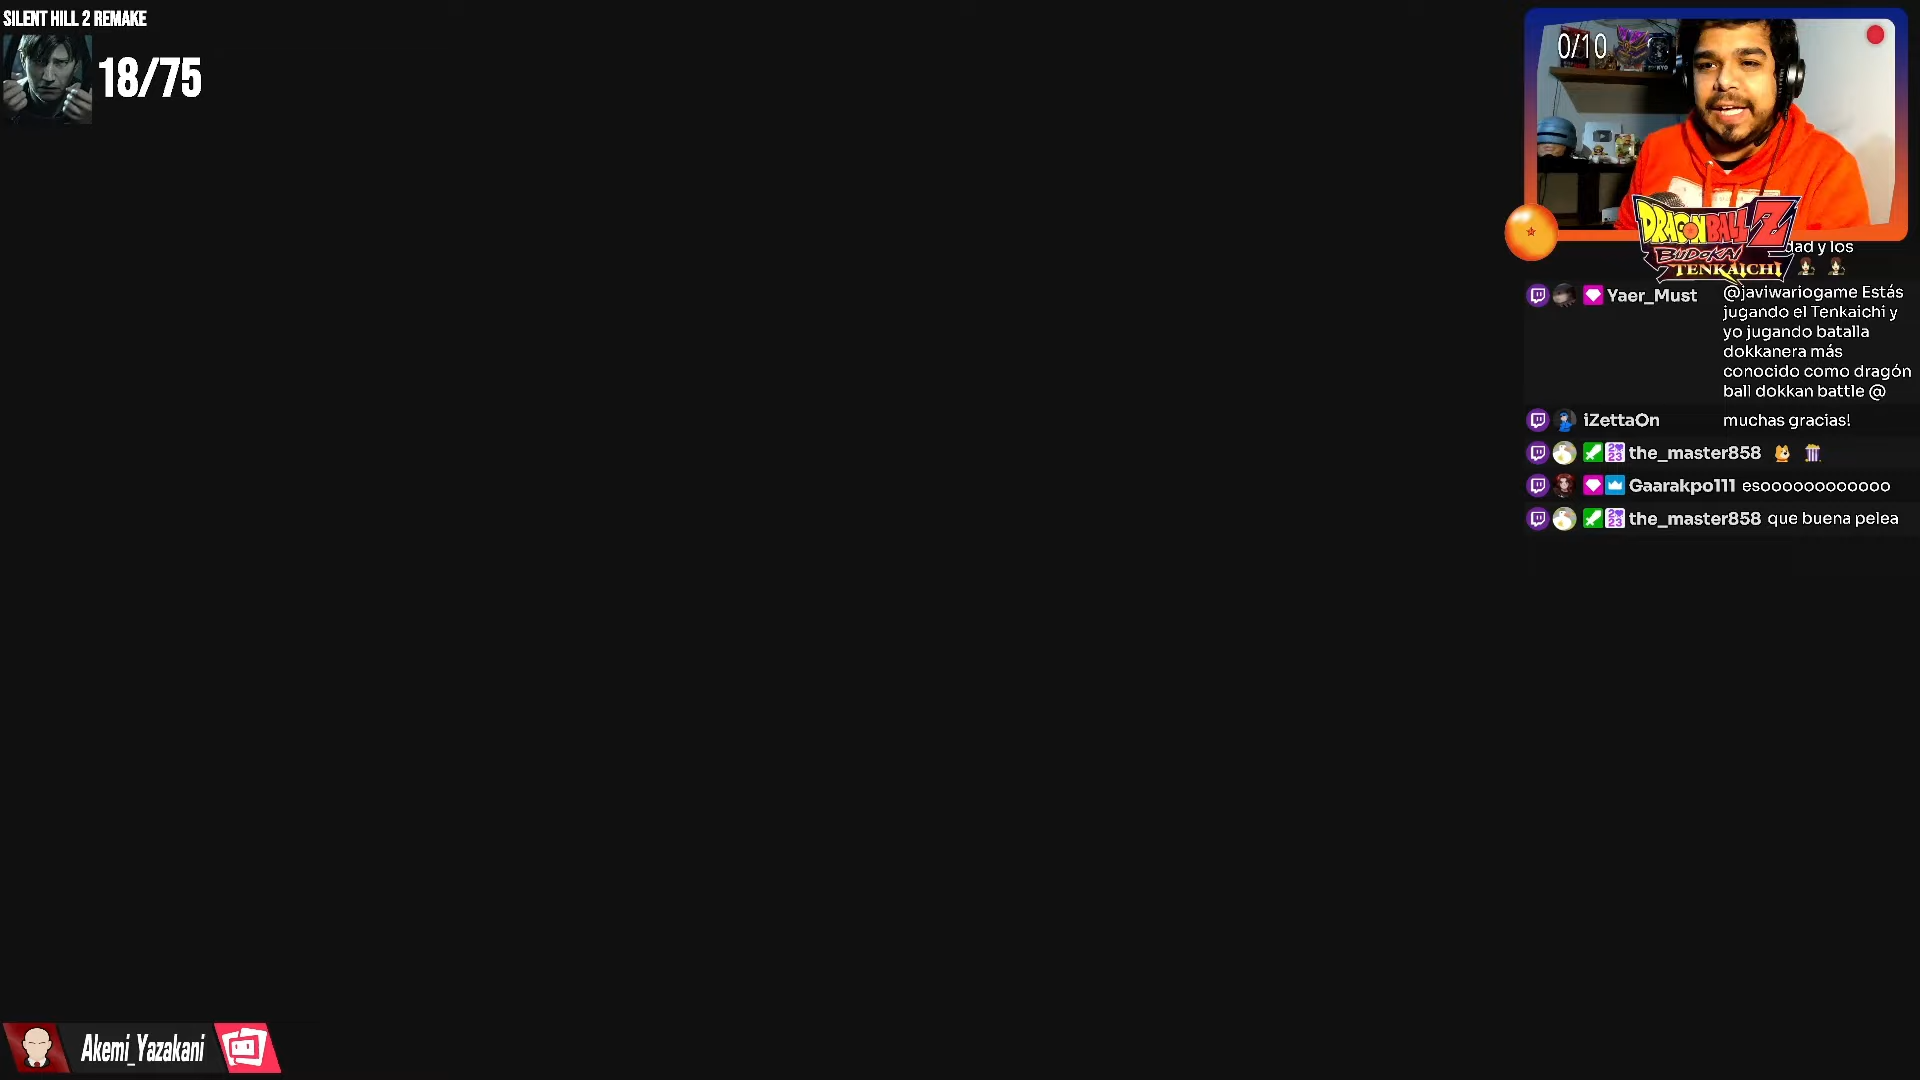 SILENT HILL 2 REMAKE
18/75
0/10
DRAGON BALL Z
BUDOKAI
TENKAICHI
dad y los
Yaer_Must @javiwariogame Estás
jugando el Tenkaichi y
yo jugando batalla
dokkanera más
conocido como dragón
ball dokkan battle @
iZettaOn muchas gracias!
the_master858
Gaarakpo111 esoooooooooooo
the_master858 que buena pelea
Akemi_Yazakani